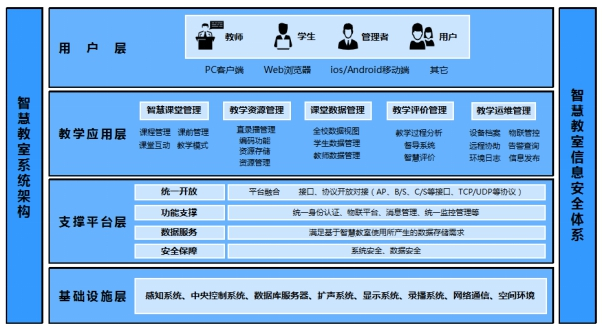 智慧教室系统架构
用户层
教师
学生
管理者
用户
PC客户端 Web浏览器 ios/Android移动端 其它
教学应用层
智慧课堂管理
课程管理 课前管理
课堂互动 教学模式
教学资源管理
直录播管理
编码功能
资源存储
资源管理
课堂数据管理
全校数据视图
学生数据管理
教师数据管理
教学评价管理
教学过程分析
督导系统
智慧评价
教学运维管理
设备档案 物联管控
远程协助 告警查询
环境日志 信息发布
支撑平台层
统一开放
平台融合 接口、协议开放对接（AP、B/S、C/S等接口、TCP/UDP等协议）
功能支撑
统一身份认证、物联平台、消息管理、统一监控管理等
数据服务
满足基于智慧教室使用所产生的数据存储需求
安全保障
系统安全、数据安全
基础设施层
感知系统、中央控制系统、数据库服务器、扩声系统、显示系统、录播系统、网络通信、空间环境
智慧教室信息安全体系